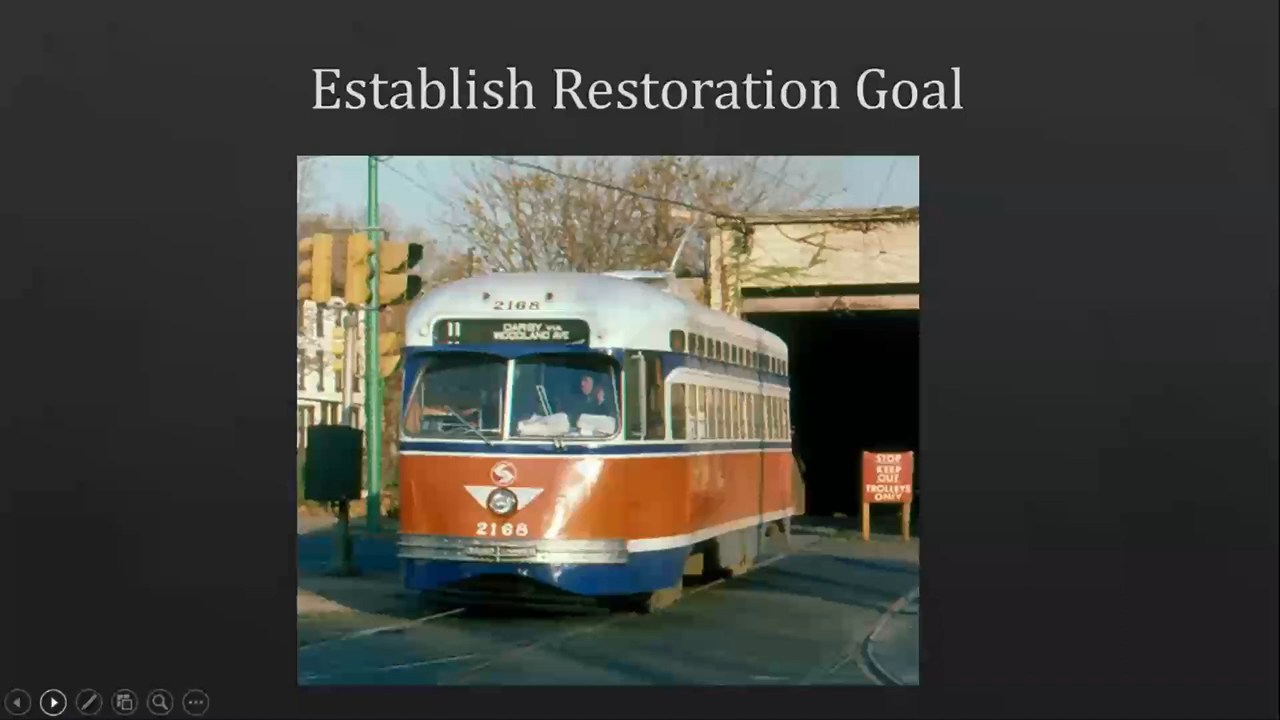 Establish Restoration Goal
2168
11 DARBY VIA
WOODLAND AVE
2168
STOP
KEEP
OUT
TROLLEYS
ONLY